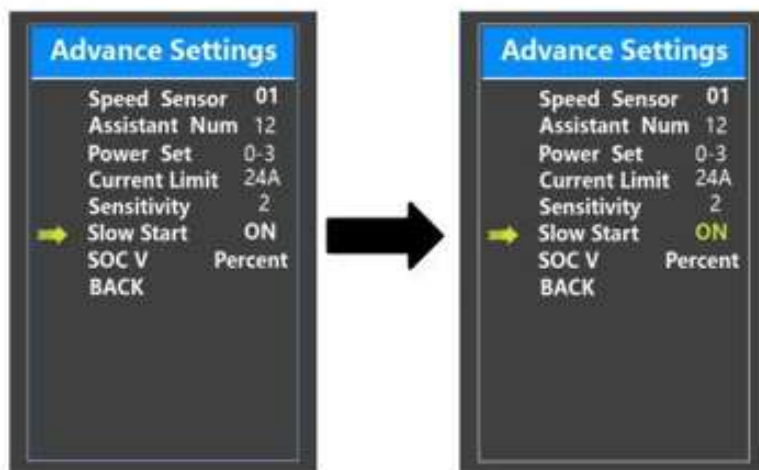 Advance Settings
Speed Sensor 01
Assistant Num 12
Power Set 0-3
Current Limit 24A
Sensitivity 2
Slow Start ON
SOC V Percent
BACK
Advance Settings
Speed Sensor 01
Assistant Num 12
Power Set 0-3
Current Limit 24A
Sensitivity 2
Slow Start ON
SOC V Percent
BACK